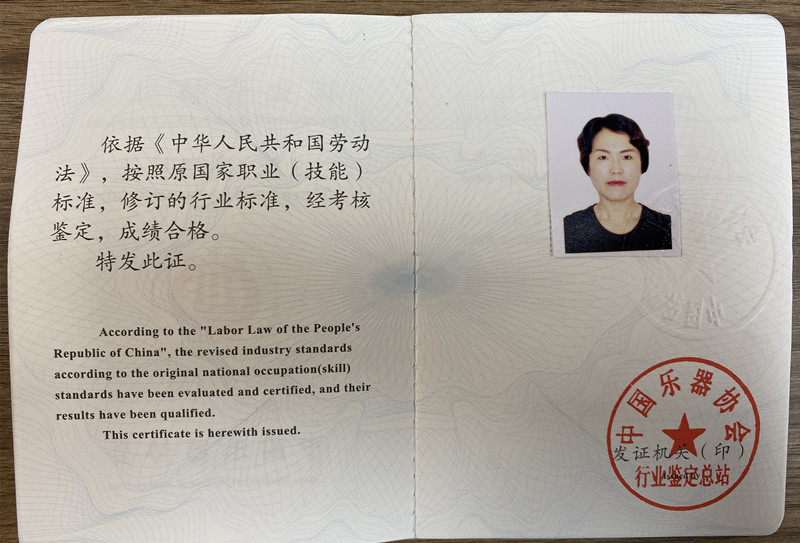 依据《中华人民共和国劳动
法》，按照原国家职业（技能）
标准，修订的行业标准，经考核
鉴定，成绩合格。
特发此证。
According to the "Labor Law of the People's
Republic of China", the revised industry standards
according to the original national occupation(skill)
standards have been evaluated and certified, and their
results have been qualified.
This certificate is herewith issued.
中国乐器协会
发证机关（印）
行业鉴定总站